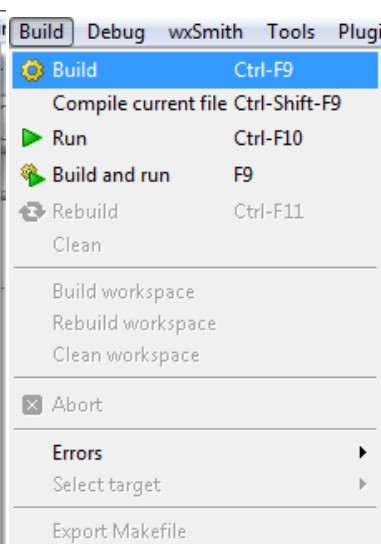 Build Debug wxSmith Tools Plugi
Build Ctrl-F9
Compile current file Ctrl-Shift-F9
Run Ctrl-F10
Build and run F9
Rebuild Ctrl-F11
Clean
Build workspace
Rebuild workspace
Clean workspace
Abort
Errors
Select target
Export Makefile